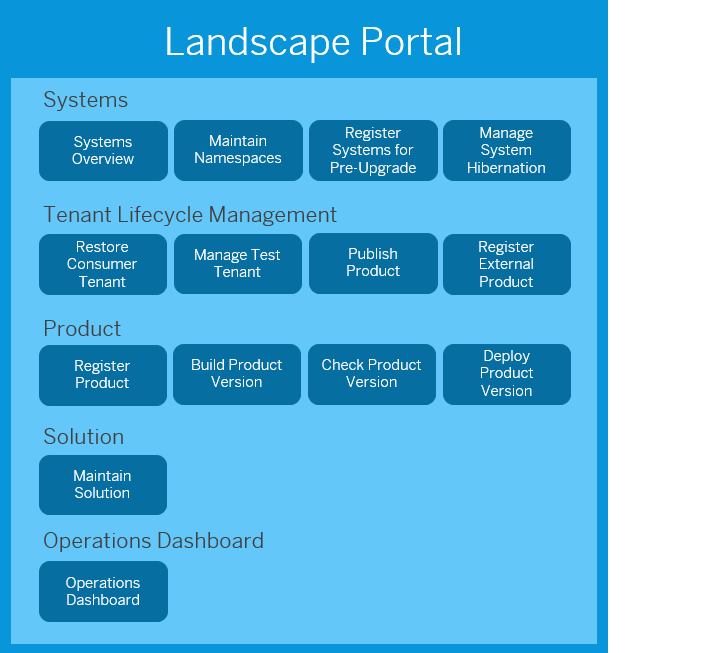 Landscape Portal
Systems
Systems
Overview
Maintain
Namespaces
Register
Systems for
Pre-Upgrade
Manage
System
Hibernation
Tenant Lifecycle Management
Restore
Consumer
Tenant
Manage Test
Tenant
Publish
Product
Register
External
Product
Product
Register
Product
Build Product
Version
Check Product
Version
Deploy
Product
Version
Solution
Maintain
Solution
Operations Dashboard
Operations
Dashboard